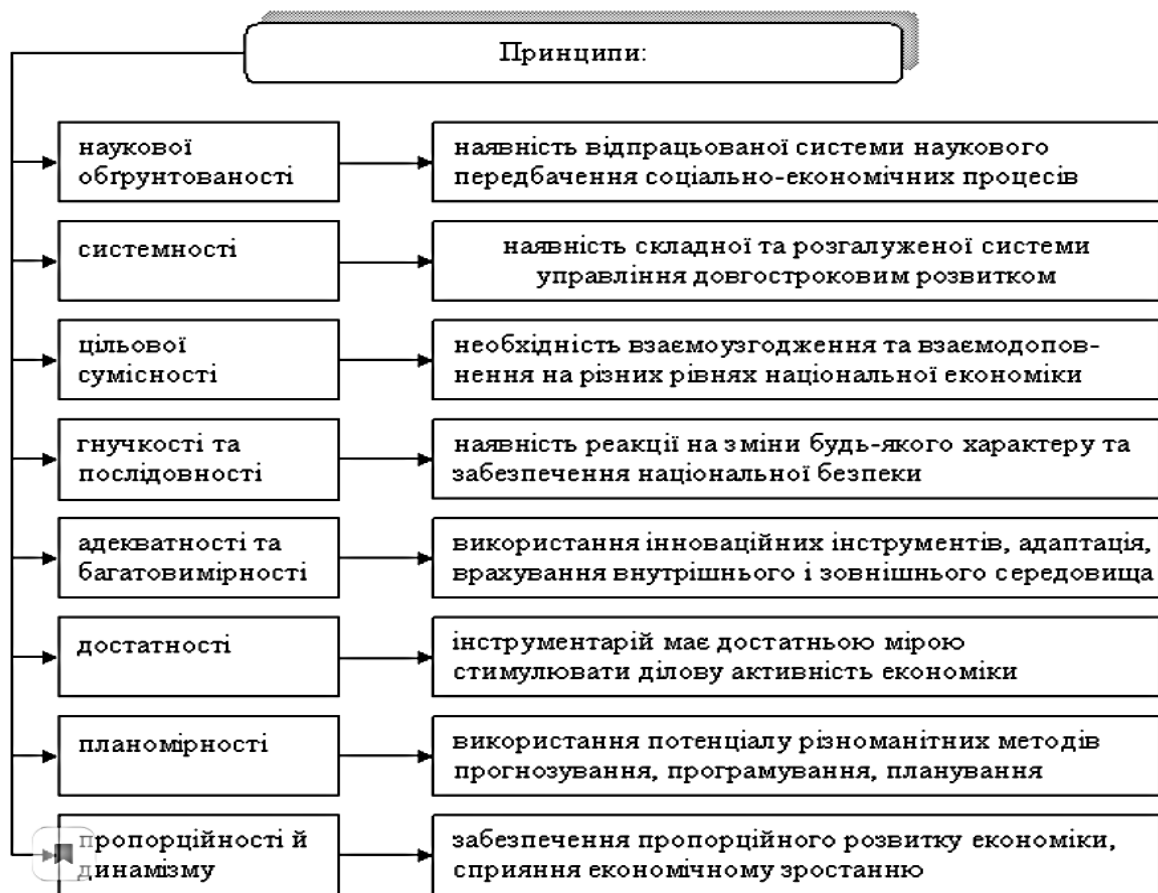 Принципи:
наукової
обґрунтованості
наявність відпрацьованої системи наукового
передбачення соціально-економічних процесів
системності
наявність складної та розгалуженої системи
управління довгостроковим розвитком
цільової
сумісності
необхідність взаємоузгодження та взаємодопов-
нення на різних рівнях національної економіки
гнучкості та
послідовності
наявність реакції на зміни будь-якого характеру та
забезпечення національної безпеки
адекватності та
багатовимірності
використання інноваційних інструментів, адаптація,
врахування внутрішнього і зовнішнього середовища
достатності
інструментарій має достатньою мірою
стимулювати ділову активність економіки
планомірності
використання потенціалу різноманітних методів
прогнозування, програмування, планування
пропорційності й
динамізму
забезпечення пропорційного розвитку економіки,
сприяння економічному зростанню